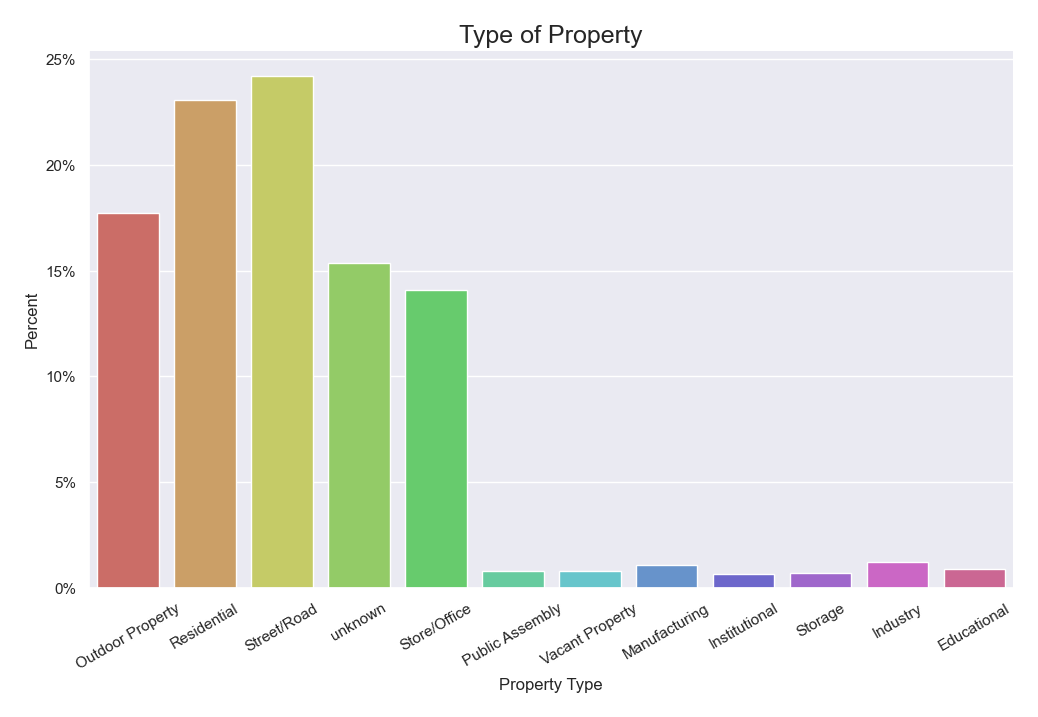 Type of Property
25%
20%
15%
10%
5%
0%
Percent
Outdoor Property
Residential
Street/Road
unknown
Store/Office
Public Assembly
Vacant Property
Manufacturing
Institutional
Storage
Industry
Educational
Property Type